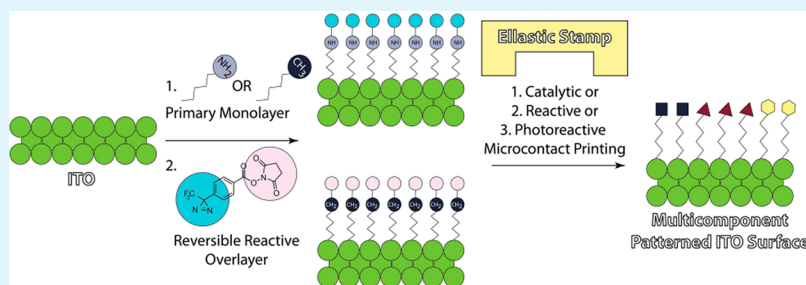 ITO
1.
NH2
OR
CH3
Primary Monolayer
2.
F3C
N
N
O
O
N
O
O
Reversible Reactive
Overlayer
NH NH NH NH NH NH NH
CH2 CH2 CH2 CH2 CH2 CH2 CH2
Ellastic Stamp
1. Catalytic or
2. Reactive or
3. Photoreactive
Microcontact Printing
Multicomponent
Patterned ITO Surface